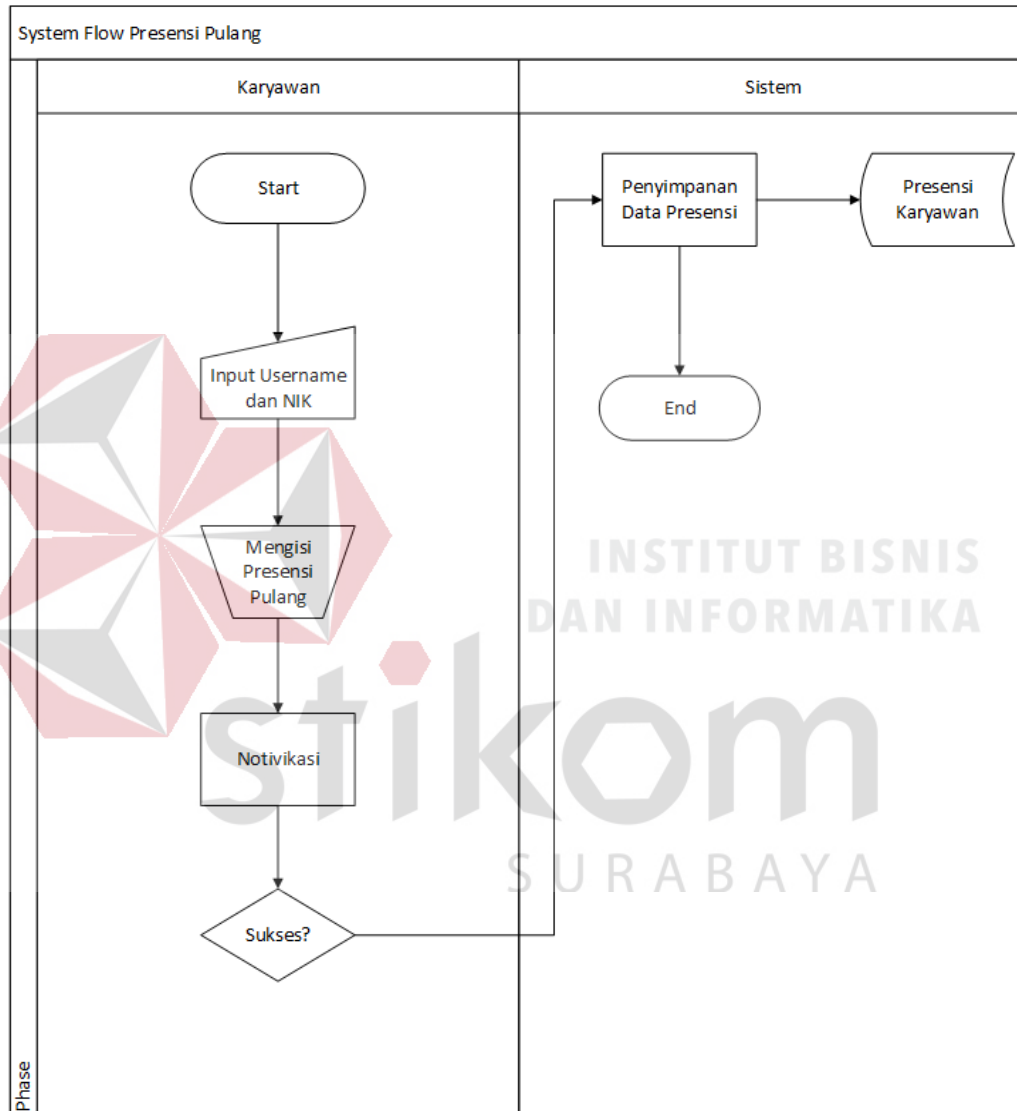 System Flow Presensi Pulang
Karyawan
Sistem
Start
Input Username
dan NIK
Mengisi
Presensi
Pulang
Notivikasi
Sukses?
Penyimpanan
Data Presensi
Presensi
Karyawan
End
Phase
INSTITUT BISNIS
DAN INFORMATIKA
stikom
SURABAYA